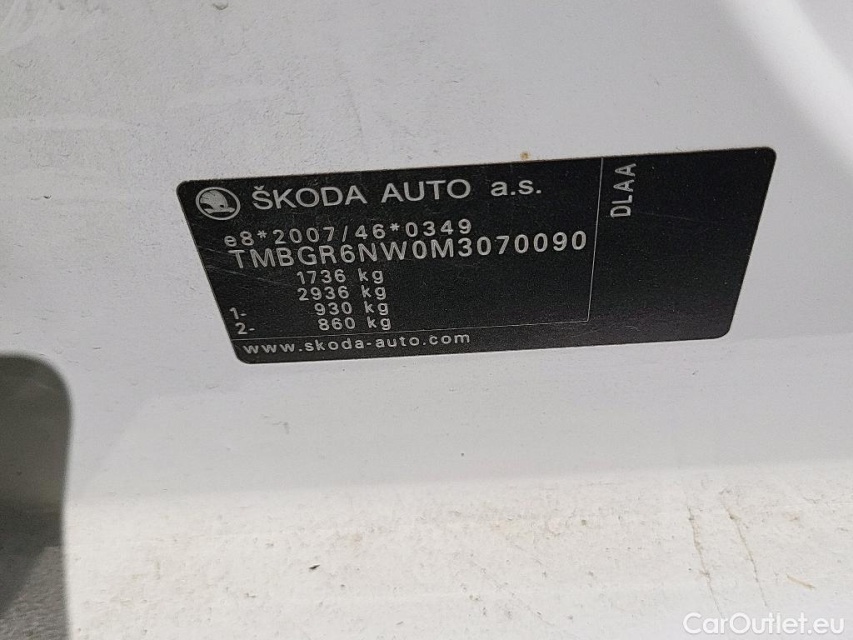 ŠKODA AUTO a.s.
DLAA
e8*2007/46*0349
TMBGR6NW0M3070090
1736 kg
2936 kg
1- 930 kg
2- 860 kg
www.skoda-auto.com
CarOutlet.eu